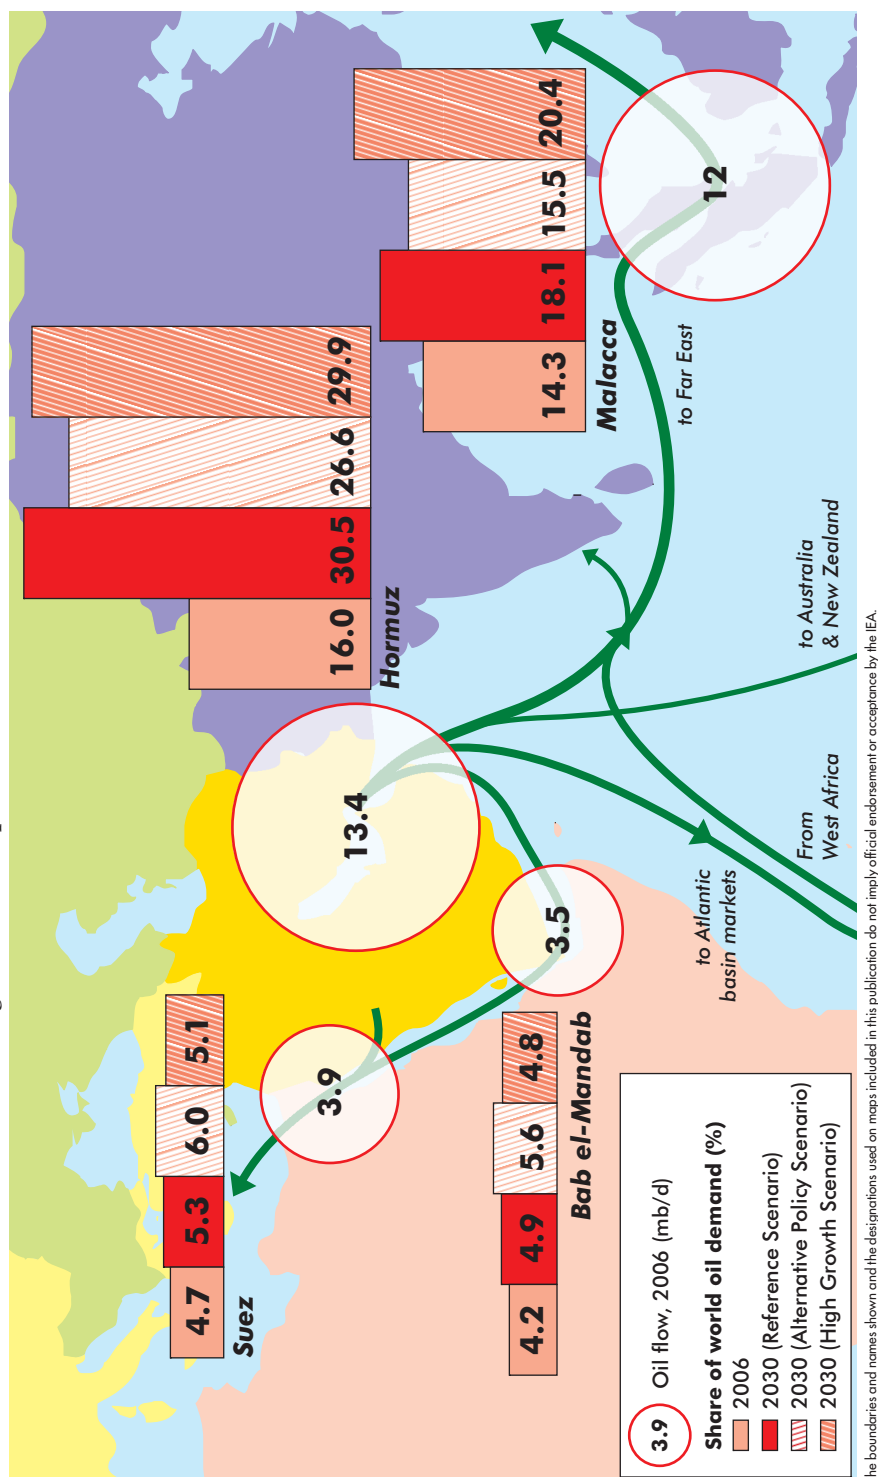 4.7
5.3
6.0
5.1
Suez
3.9
16.0
30.5
26.6
29.9
Hormuz
13.4
14.3
18.1
15.5
20.4
Malacca
12
to Far East
4.2
4.9
5.6
4.8
Bab el-Mandab
3.5
to Atlantic
basin markets
From
West Africa
to Australia
& New Zealand
3.9 Oil flow, 2006 (mb/d)
Share of world oil demand (%)
2006
2030 (Reference Scenario)
2030 (Alternative Policy Scenario)
2030 (High Growth Scenario)
he boundaries and names shown and the designations used on maps included in this publication do not imply official endorsement or acceptance by the IEA.